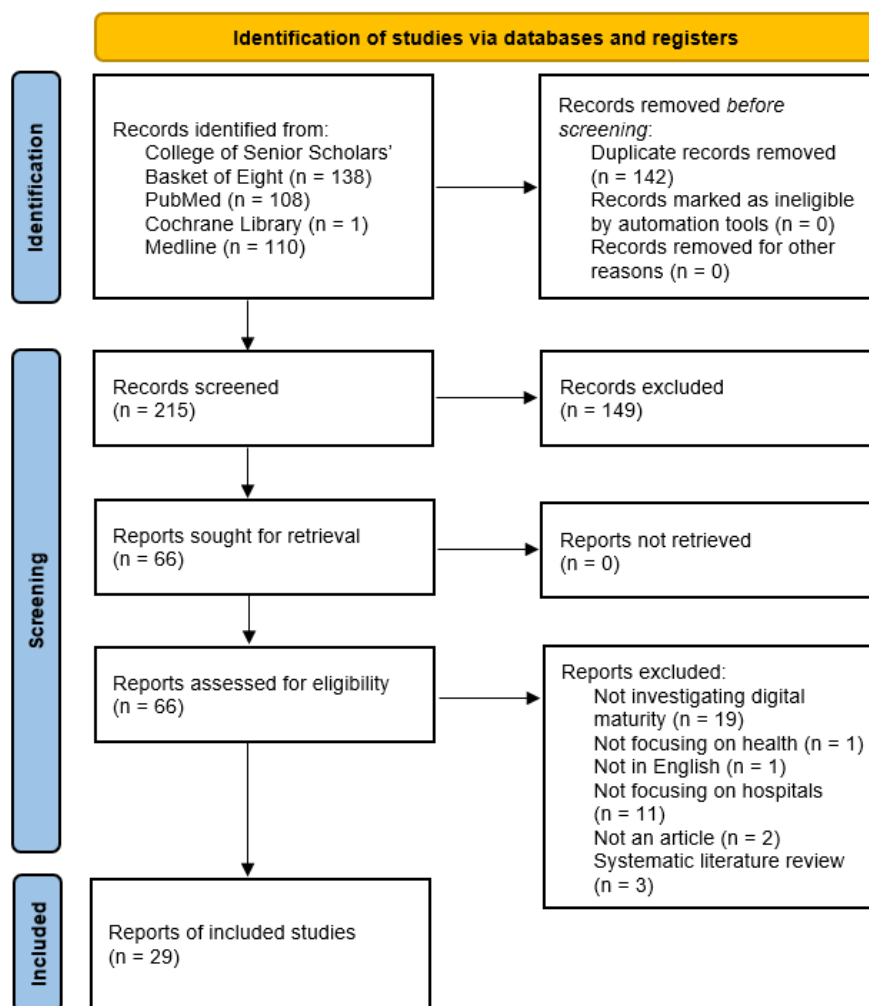 Identification of studies via databases and registers
Identification
Records identified from:
College of Senior Scholars’
Basket of Eight (n = 138)
PubMed (n = 108)
Cochrane Library (n = 1)
Medline (n = 110)
Records removed before
screening:
Duplicate records removed
(n = 142)
Records marked as ineligible
by automation tools (n = 0)
Records removed for other
reasons (n = 0)
Screening
Records screened
(n = 215)
Records excluded
(n = 149)
Reports sought for retrieval
(n = 66)
Reports not retrieved
(n = 0)
Reports assessed for eligibility
(n = 66)
Reports excluded:
Not investigating digital
maturity (n = 19)
Not focusing on health (n = 1)
Not in English (n = 1)
Not focusing on hospitals
(n = 11)
Not an article (n = 2)
Systematic literature review
(n = 3)
Included
Reports of included studies
(n = 29)